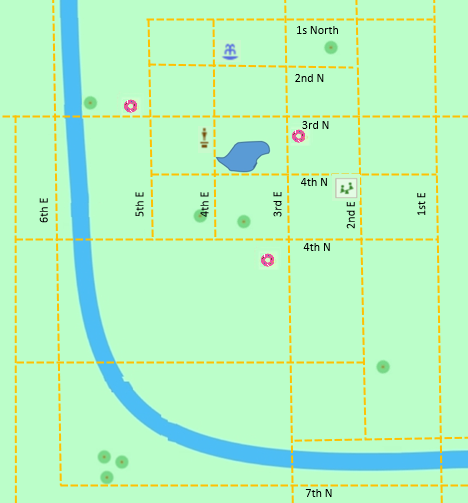 1s North
2nd N
3rd N
4th N
6th E
5th E
4th E
3rd E
2nd E
1st E
4th N
7th N